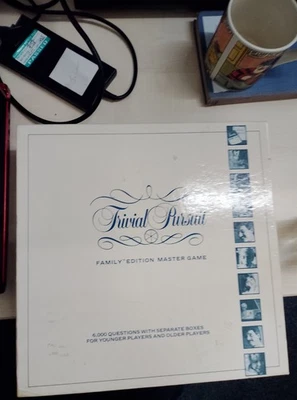 Trivial Pursuit
FAMILY EDITION MASTER GAME
6,000 QUESTIONS WITH SEPARATE BOXES
FOR YOUNGER PLAYERS AND OLDER PLAYERS